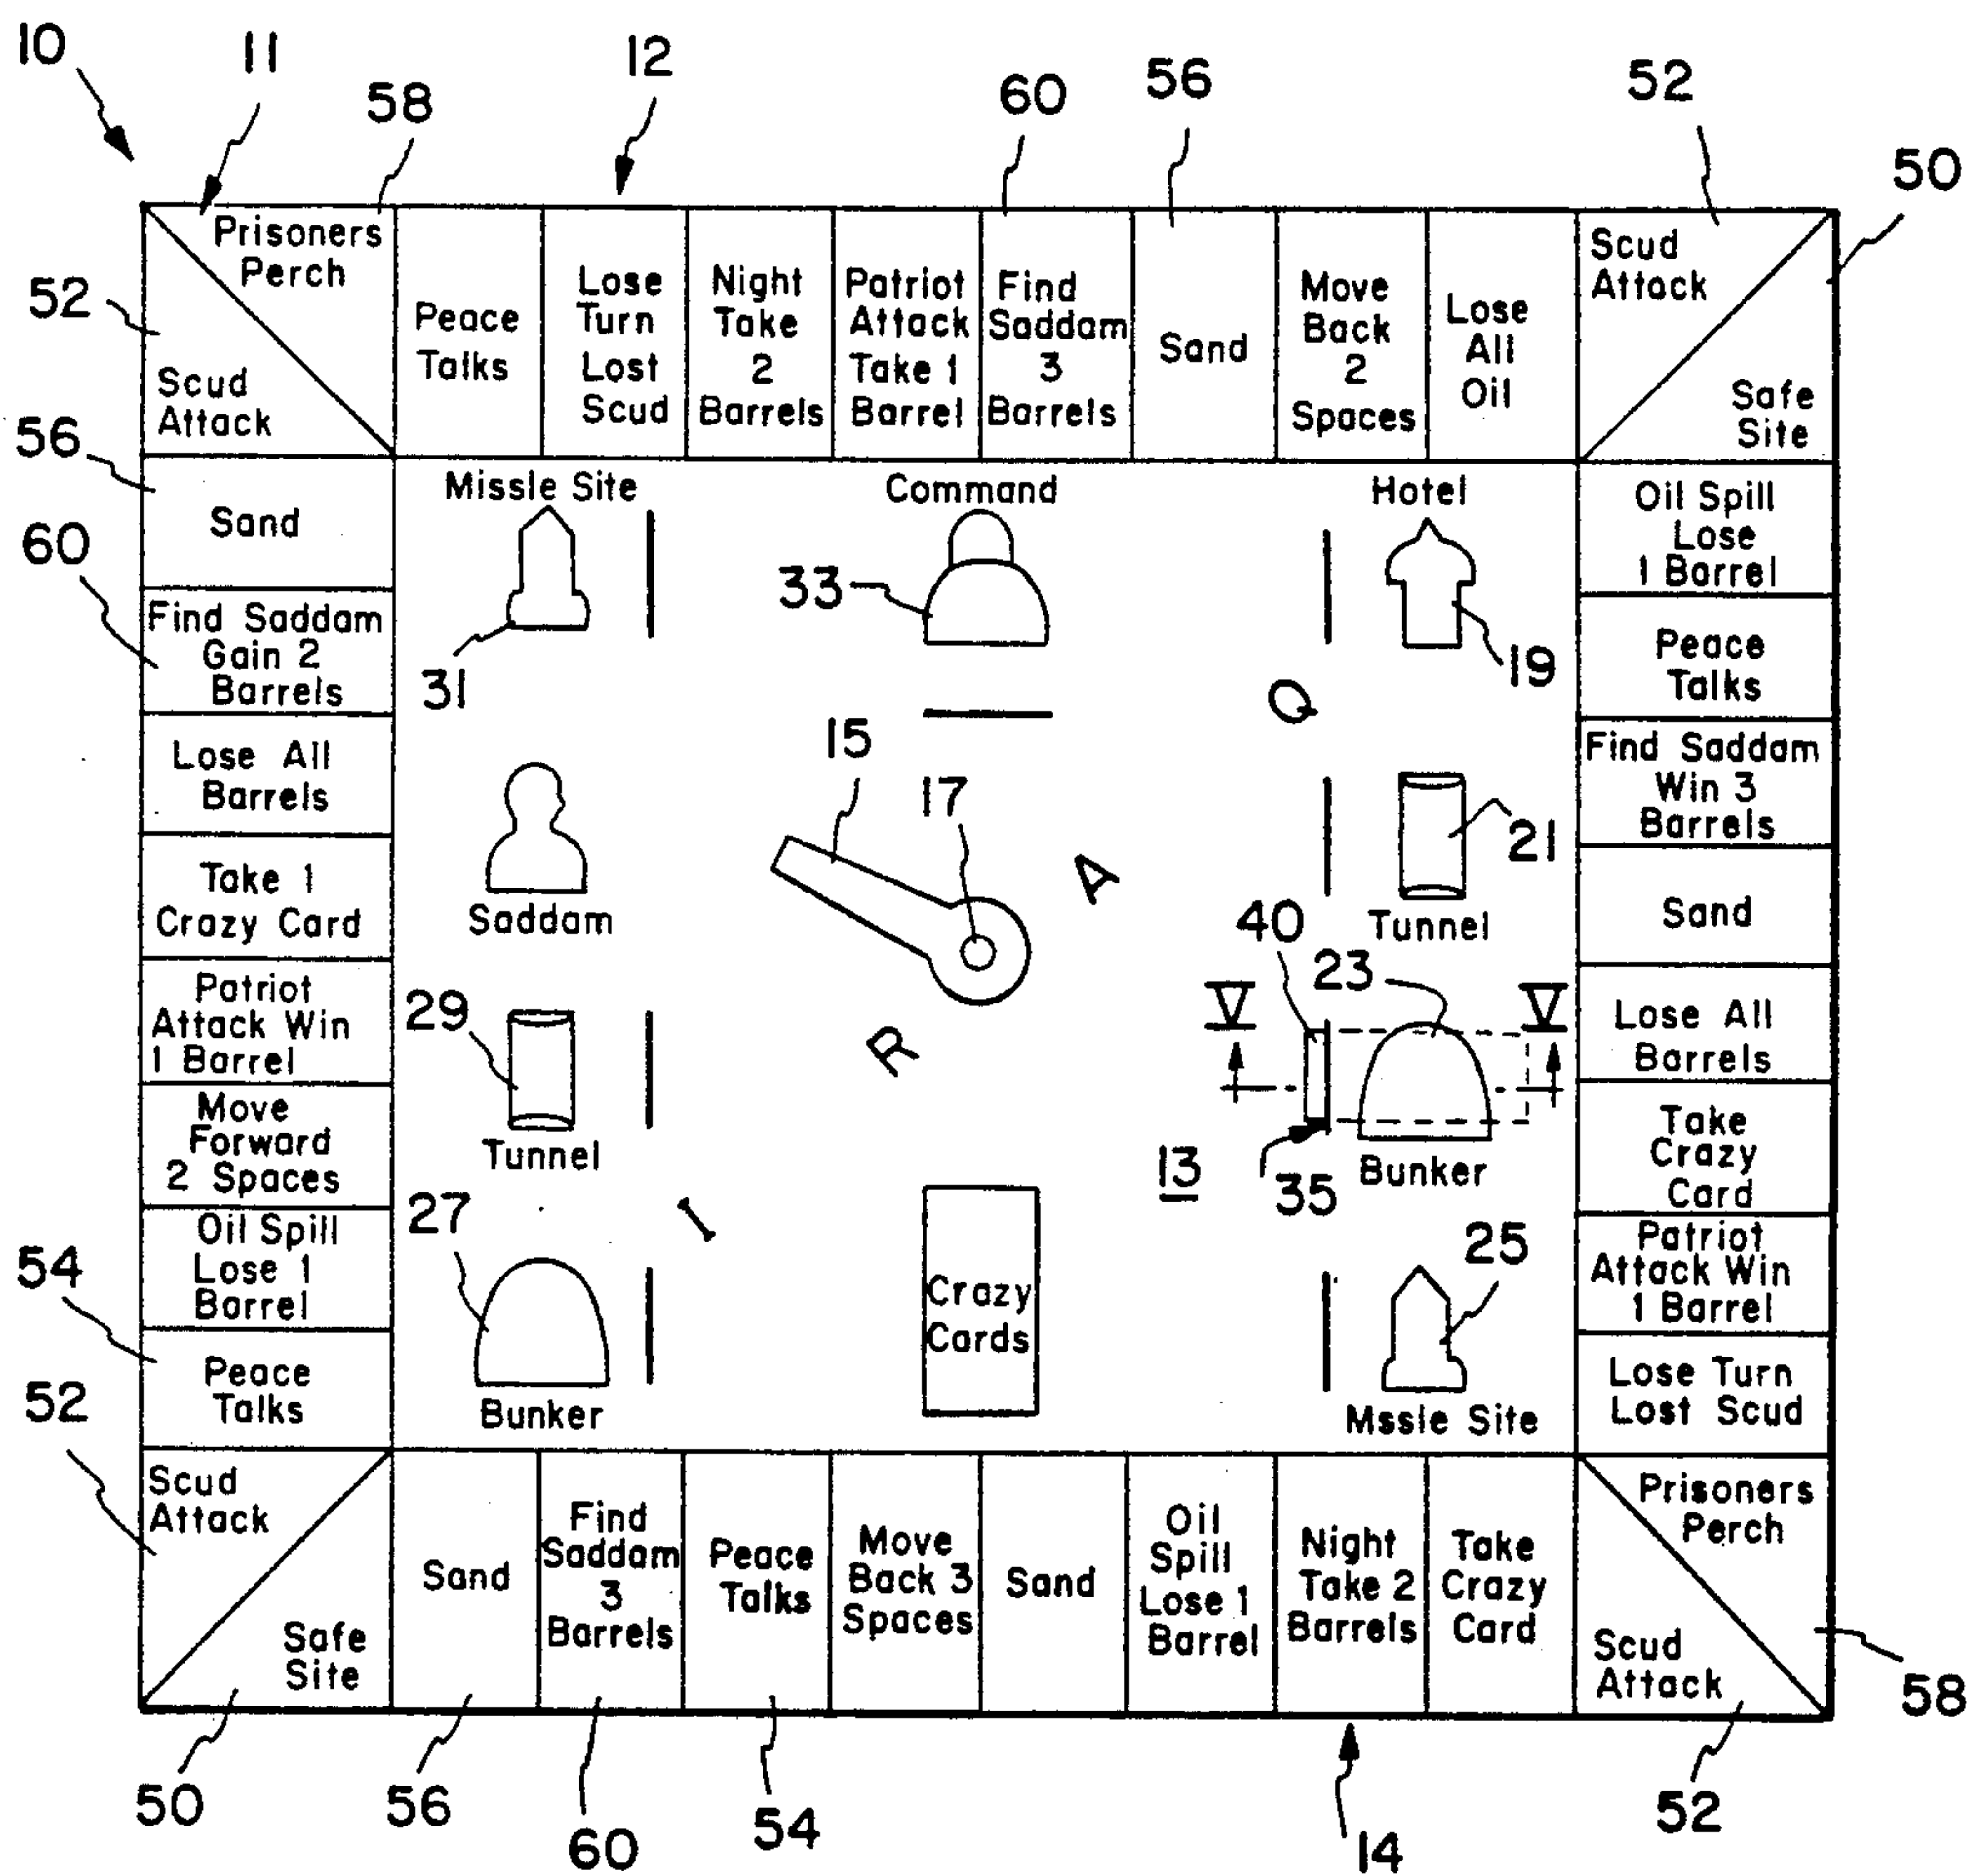 10
11
12
58
60
56
52
50
52
Prisoners
Perch
Scud
Attack
Peace
Talks
Lose
Turn
Lost
Scud
Night
Take
2
Barrels
Patriot
Attack
Take 1
Barrel
Find
Saddam
3
Barrels
Sand
Move
Back
2
Spaces
Lose
All
Oil
Scud
Attack
Safe
Site
56
Sand
60
Find Saddam
Gain 2
Barrels
Lose All
Barrels
Take 1
Crazy Card
Patriot
Attack Win
1 Barrel
Move
Forward
2 Spaces
Oil Spill
Lose 1
Barrel
54
Peace
Talks
52
Missle Site
31
Command
33
Hotel
19
Saddam
15
17
Q
A
R
I
21
Tunnel
29
Tunnel
40
23
V
V
13
35
Bunker
27
Bunker
Crazy
Cards
25
Mssle Site
Oil Spill
Lose
1 Barrel
Peace
Talks
Find Saddam
Win 3
Barrels
Sand
Lose All
Barrels
Take
Crazy
Card
Patriot
Attack Win
1 Barrel
Lose Turn
Lost Scud
Scud
Attack
Safe
Site
Sand
Find
Saddam
3
Barrels
Peace
Talks
Move
Back 3
Spaces
Sand
Oil
Spill
Lose 1
Barrel
Night
Take 2
Barrels
Take
Crazy
Card
Prisoners
Perch
Scud
Attack
58
50
56
60
54
14
52